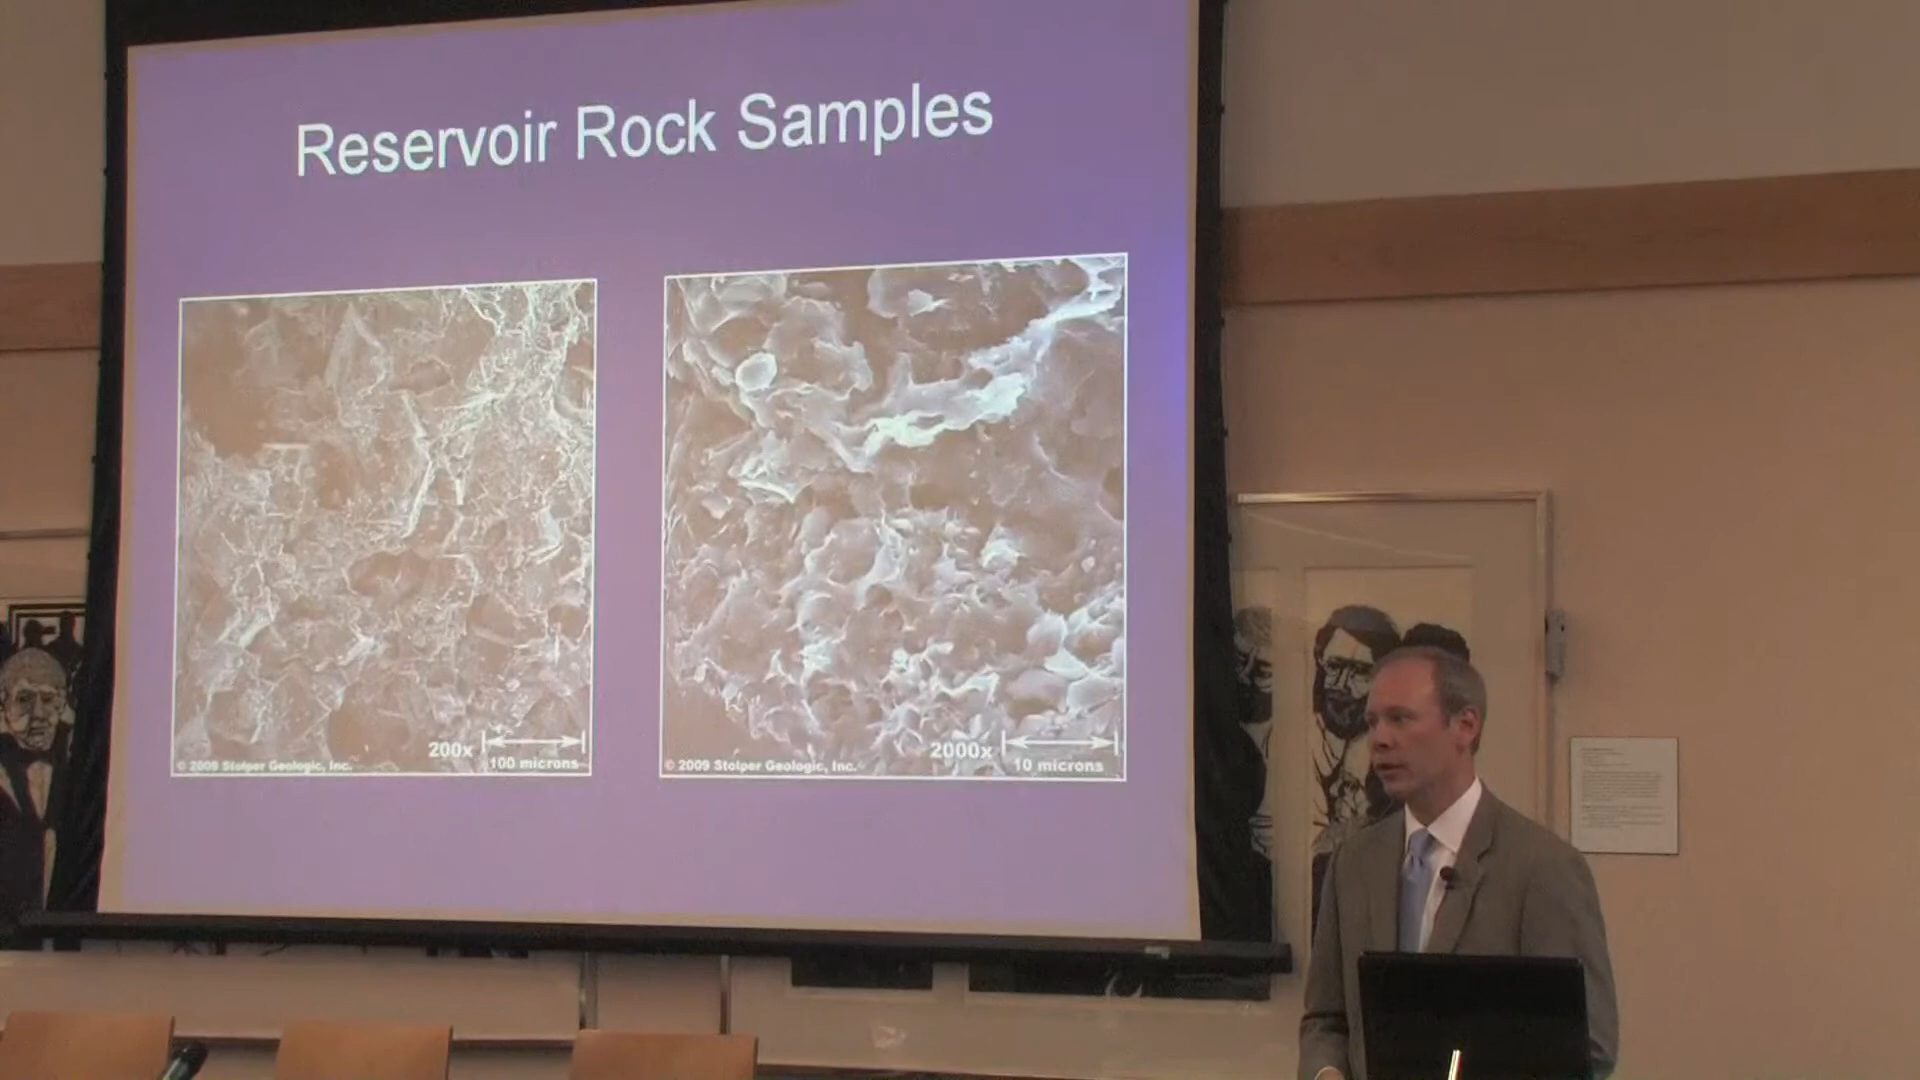 Reservoir Rock Samples
200x
100 microns
© 2009 Stolper Geologic, Inc.
2000x
10 microns
© 2009 Stolper Geologic, Inc.